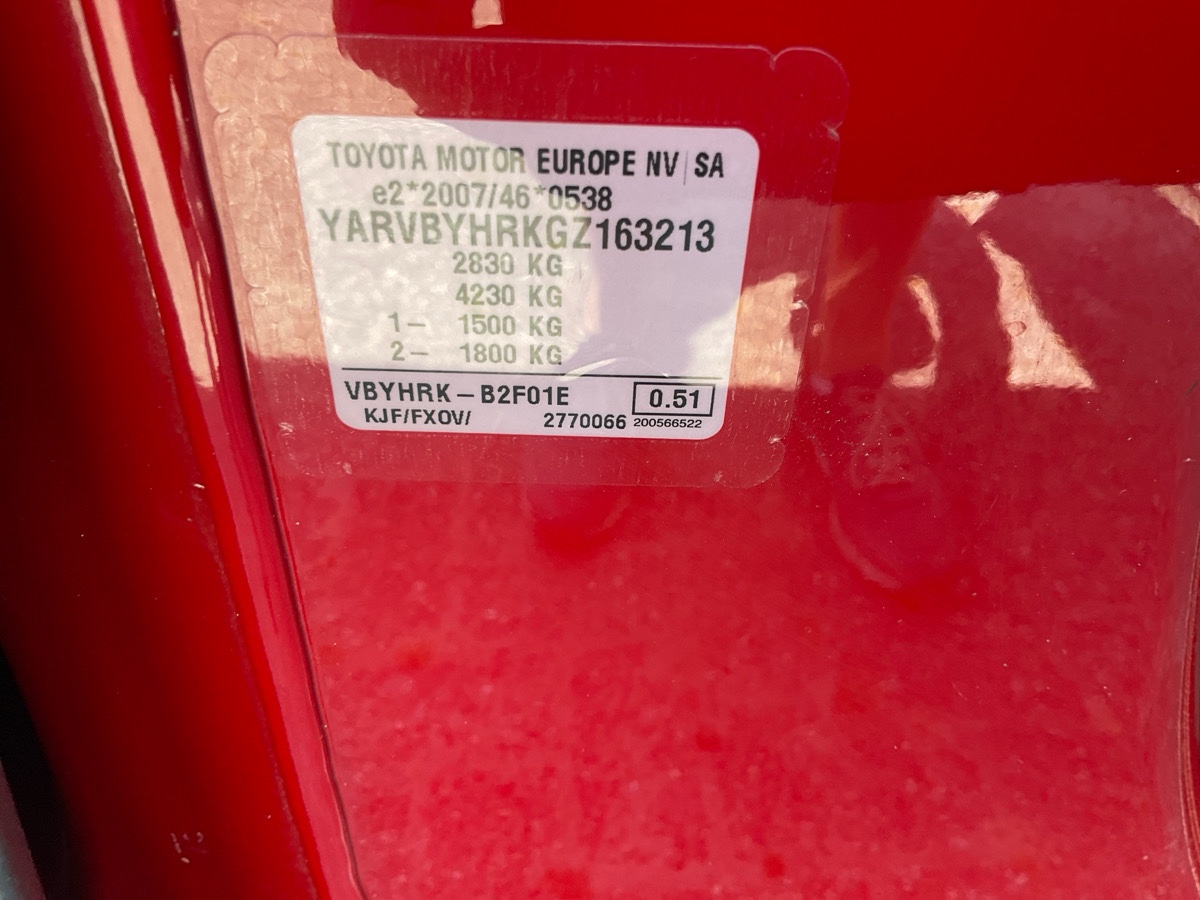 TOYOTA MOTOR EUROPE NV | SA
e2*2007/46*0538
YARVBYHRKGZ163213
2830 KG
4230 KG
1– 1500 KG
2– 1800 KG
VBYHRK – B2F01E 0.51
KJF/FXOV/ 2770066 200566522